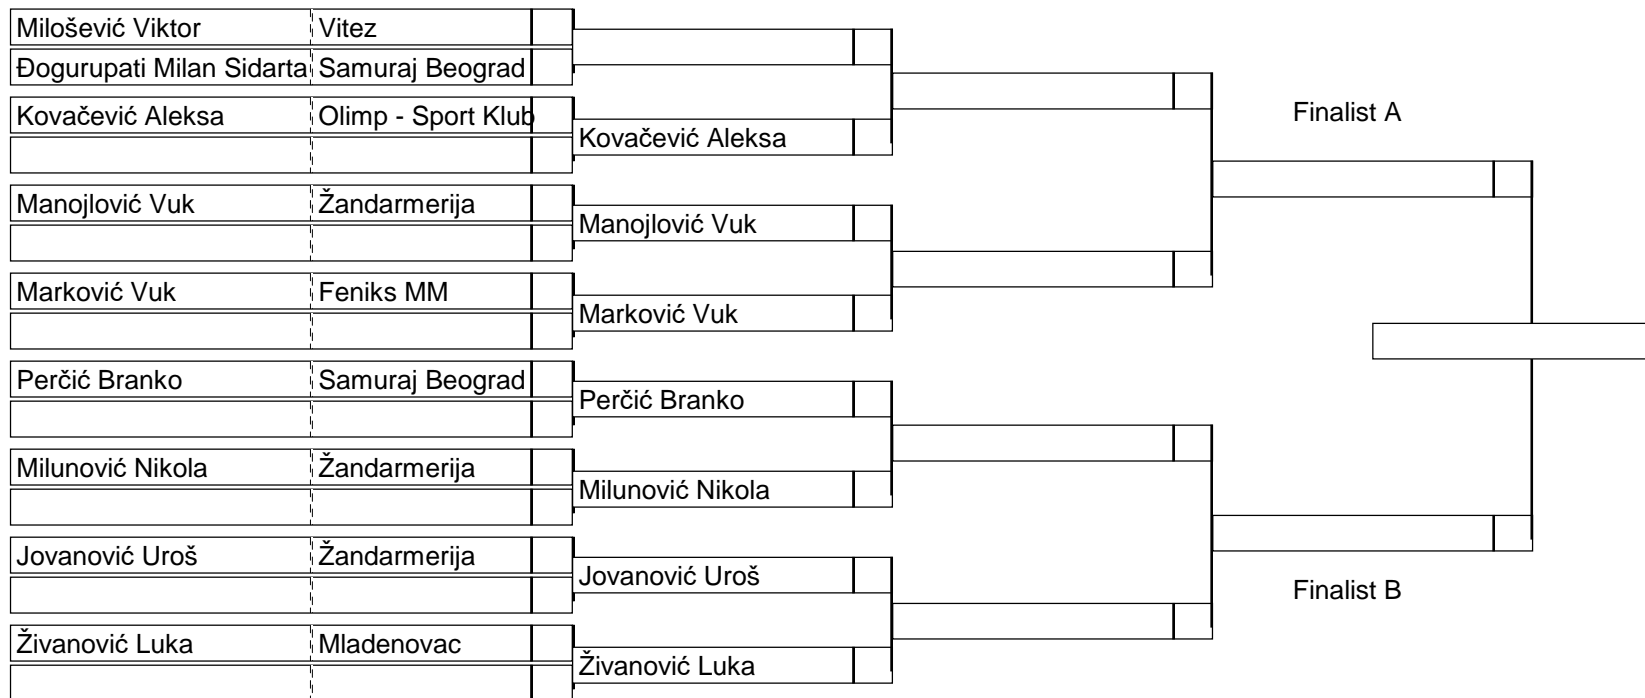 Milošević Viktor Vitez
Đogurupati Milan Sidarta Samuraj Beograd
Kovačević Aleksa Olimp - Sport Klub
Kovačević Aleksa
Manojlović Vuk Žandarmerija
Manojlović Vuk
Marković Vuk Feniks MM
Marković Vuk
Perčić Branko Samuraj Beograd
Perčić Branko
Milunović Nikola Žandarmerija
Milunović Nikola
Jovanović Uroš Žandarmerija
Jovanović Uroš
Živanović Luka Mladenovac
Živanović Luka
Finalist A
Finalist B